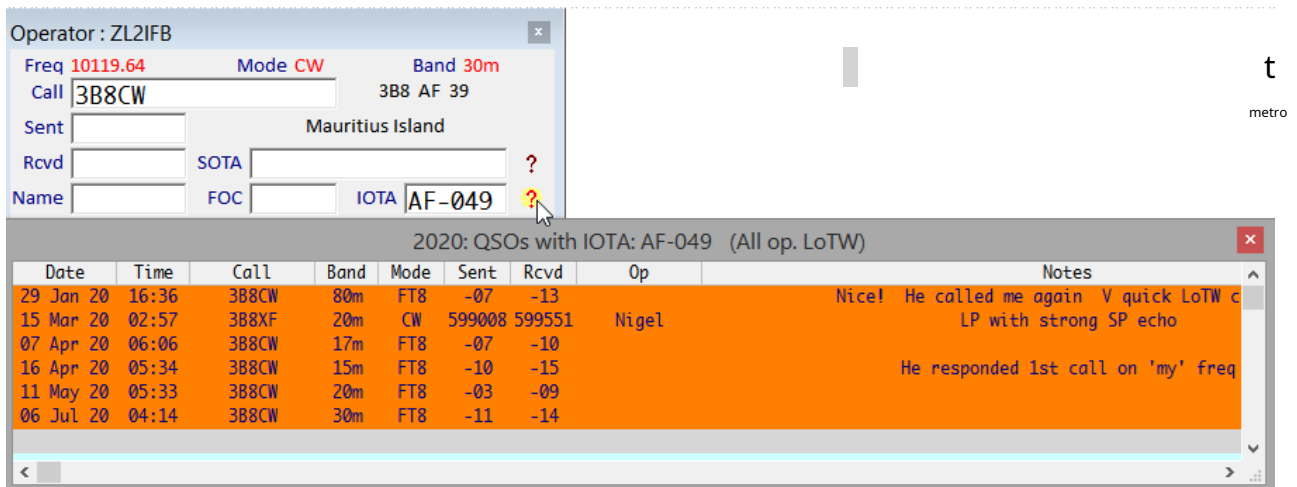 Operator : ZL2IFB x
Freq 10119.64 Mode CW Band 30m
t
Call 3B8CW 3B8 AF 39
metro
Sent Mauritius Island
Rcvd SOTA ?
Name FOC IOTA AF-049 ?
2020: QSOs with IOTA: AF-049 (All op. LoTW) ×
Date Time Call Band Mode Sent Rcvd Op Notes
29 Jan 20 16:36 3B8CW 80m FT8 -07 -13 Nice! He called me again V quick LoTW c
15 Mar 20 02:57 3B8XF 20m CW 599008 599551 Nigel LP with strong SP echo
07 Apr 20 06:06 3B8CW 17m FT8 -07 -10
16 Apr 20 05:34 3B8CW 15m FT8 -10 -15 He responded 1st call on 'my' freq
11 May 20 05:33 3B8CW 20m FT8 -03 -09
06 Jul 20 04:14 3B8CW 30m FT8 -11 -14